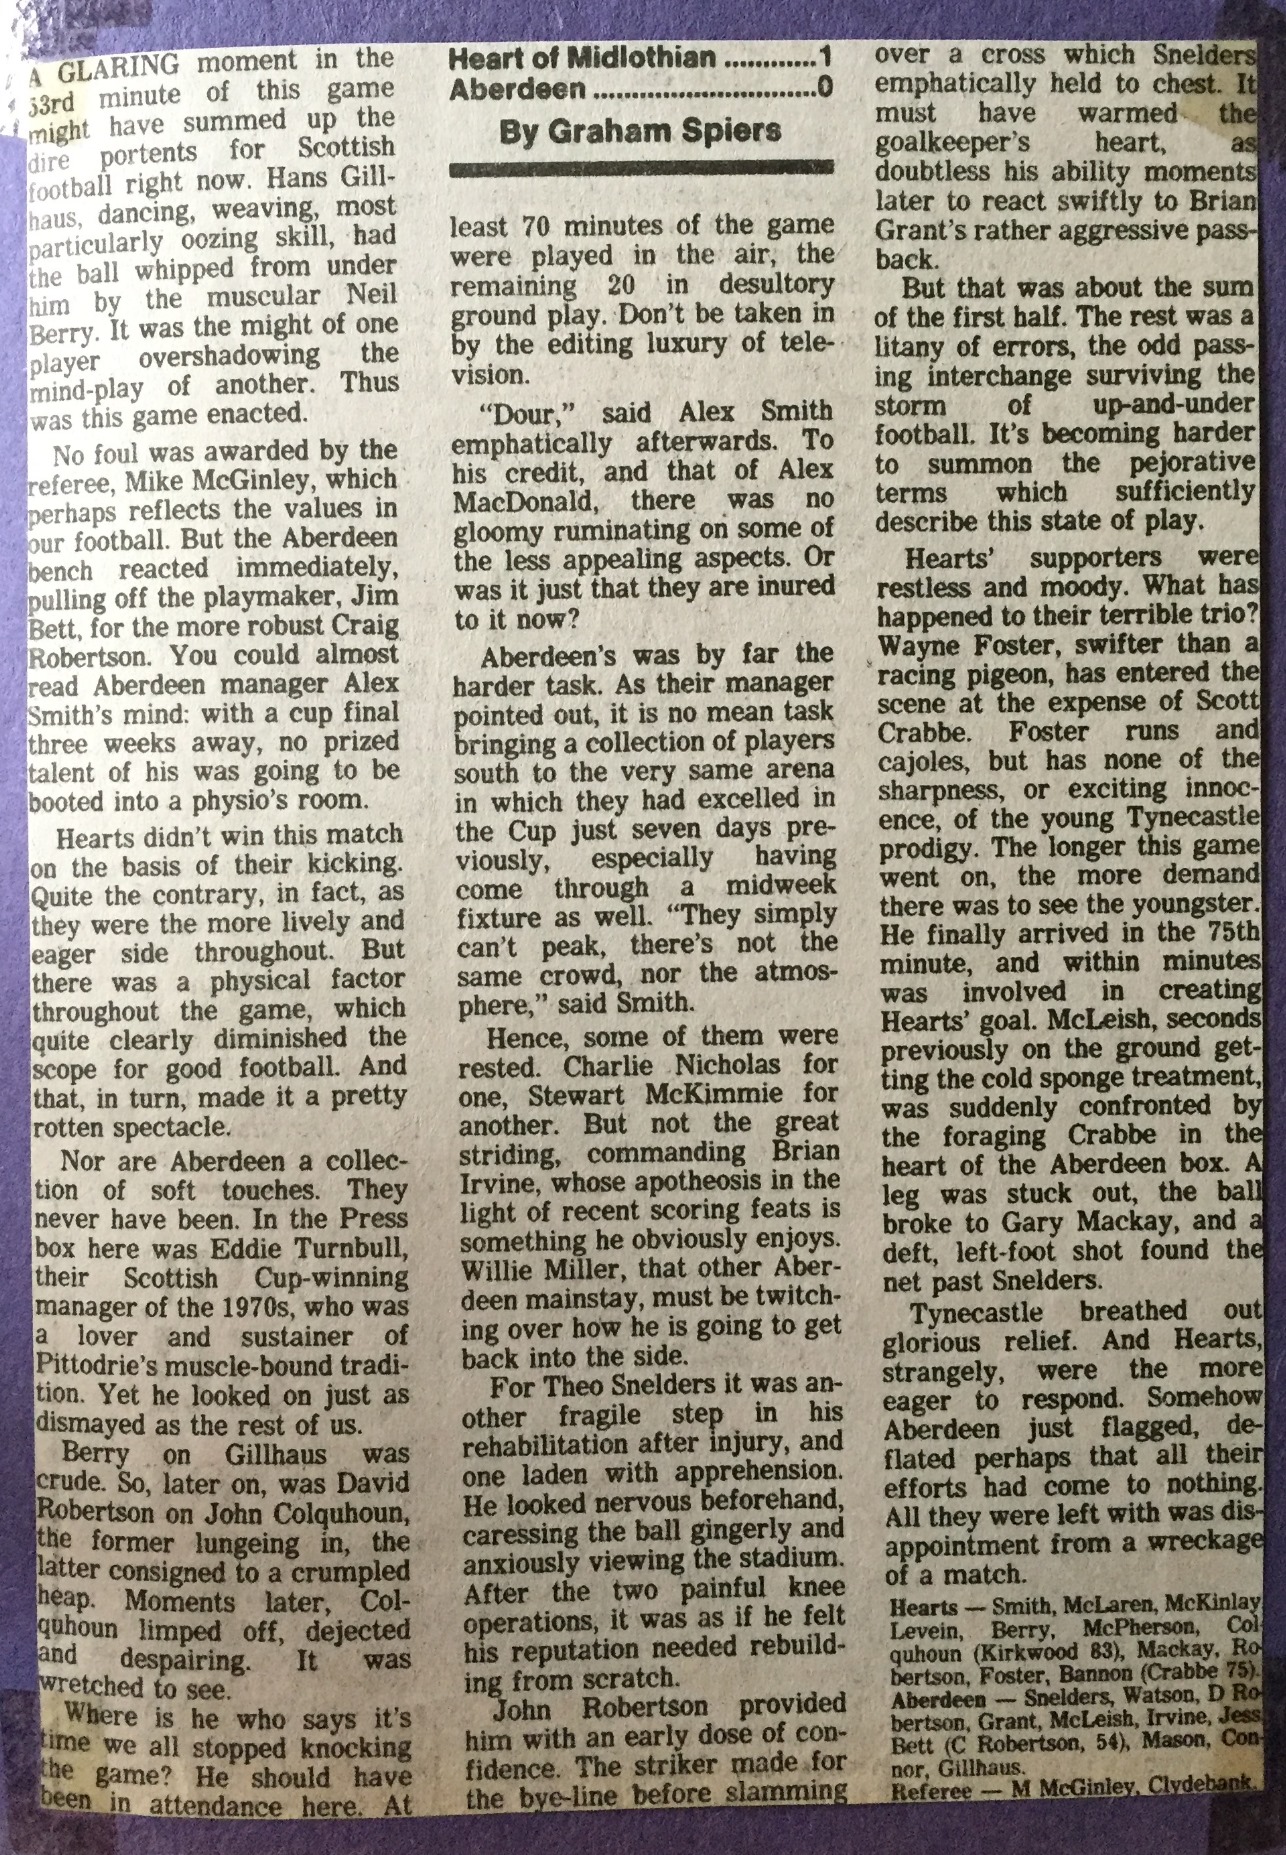 A GLARING moment in the
53rd minute of this game
might have summed up the
dire portents for Scottish
football right now. Hans Gill-
haus, dancing, weaving, most
particularly oozing skill, had
the ball whipped from under
him by the muscular Neil
Berry. It was the might of one
player overshadowing the
mind-play of another. Thus
was this game enacted.
No foul was awarded by the
referee, Mike McGinley, which
perhaps reflects the values in
our football. But the Aberdeen
bench reacted immediately,
pulling off the playmaker, Jim
Bett, for the more robust Craig
Robertson. You could almost
read Aberdeen manager Alex
Smith's mind: with a cup final
three weeks away, no prized
talent of his was going to be
booted into a physio's room.
Hearts didn't win this match
on the basis of their kicking.
Quite the contrary, in fact, as
they were the more lively and
eager side throughout. But
there was a physical factor
throughout the game, which
quite clearly diminished the
scope for good football. And
that, in turn, made it a pretty
rotten spectacle.
Nor are Aberdeen a collec-
tion of soft touches. They
never have been. In the Press
box here was Eddie Turnbull,
their Scottish Cup-winning
manager of the 1970s, who was
a lover and sustainer of
Pittodrie's muscle-bound tradi-
tion. Yet he looked on just as
dismayed as the rest of us.
Berry on Gillhaus was
crude. So, later on, was David
Robertson on John Colquhoun,
the former lungeing in, the
latter consigned to a crumpled
heap. Moments later, Col-
quhoun limped off, dejected
and despairing. It was
wretched to see.
Where is he who says it's
time we all stopped knocking
the game? He should have
been in attendance here. At
Heart of Midlothian ............1
Aberdeen .............................0
By Graham Spiers
least 70 minutes of the game
were played in the air, the
remaining 20 in desultory
ground play. Don't be taken in
by the editing luxury of tele-
vision.
"Dour," said Alex Smith
emphatically afterwards. To
his credit, and that of Alex
MacDonald, there was no
gloomy ruminating on some of
the less appealing aspects. Or
was it just that they are inured
to it now?
Aberdeen's was by far the
harder task. As their manager
pointed out, it is no mean task
bringing a collection of players
south to the very same arena
in which they had excelled in
the Cup just seven days pre-
viously, especially having
come through a midweek
fixture as well. "They simply
can't peak, there's not the
same crowd, nor the atmos-
phere," said Smith.
Hence, some of them were
rested. Charlie Nicholas for
one, Stewart McKimmie for
another. But not the great
striding, commanding Brian
Irvine, whose apotheosis in the
light of recent scoring feats is
something he obviously enjoys.
Willie Miller, that other Aber-
deen mainstay, must be twitch-
ing over how he is going to get
back into the side.
For Theo Snelders it was an-
other fragile step in his
rehabilitation after injury, and
one laden with apprehension.
He looked nervous beforehand,
caressing the ball gingerly and
anxiously viewing the stadium.
After the two painful knee
operations, it was as if he felt
his reputation needed rebuild-
ing from scratch.
John Robertson provided
him with an early dose of con-
fidence. The striker made for
the bye-line before slamming
over a cross which Snelders
emphatically held to chest. It
must have warmed the
goalkeeper's heart, as
doubtless his ability moments
later to react swiftly to Brian
Grant's rather aggressive pass-
back.
But that was about the sum
of the first half. The rest was a
litany of errors, the odd pass-
ing interchange surviving the
storm of up-and-under
football. It's becoming harder
to summon the pejorative
terms which sufficiently
describe this state of play.
Hearts' supporters were
restless and moody. What has
happened to their terrible trio?
Wayne Foster, swifter than a
racing pigeon, has entered the
scene at the expense of Scott
Crabbe. Foster runs and
cajoles, but has none of the
sharpness, or exciting innoc-
ence, of the young Tynecastle
prodigy. The longer this game
went on, the more demand
there was to see the youngster.
He finally arrived in the 75th
minute, and within minutes
was involved in creating
Hearts' goal. McLeish, seconds
previously on the ground get-
ting the cold sponge treatment,
was suddenly confronted by
the foraging Crabbe in the
heart of the Aberdeen box. A
leg was stuck out, the ball
broke to Gary Mackay, and a
deft, left-foot shot found the
net past Snelders.
Tynecastle breathed out
glorious relief. And Hearts,
strangely, were the more
eager to respond. Somehow
Aberdeen just flagged, de-
flated perhaps that all their
efforts had come to nothing.
All they were left with was dis-
appointment from a wreckage
of a match.
Hearts — Smith, McLaren, McKinlay
Levein, Berry, McPherson, Col
quhoun (Kirkwood 83), Mackay, Ro
bertson, Foster, Bannon (Crabbe 75).
Aberdeen — Snelders, Watson, D Ro
bertson, Grant, McLeish, Irvine, Jess
Bett (C Robertson, 54), Mason, Con-
nor, Gillhaus.
Referee — M McGinley, Clydebank.